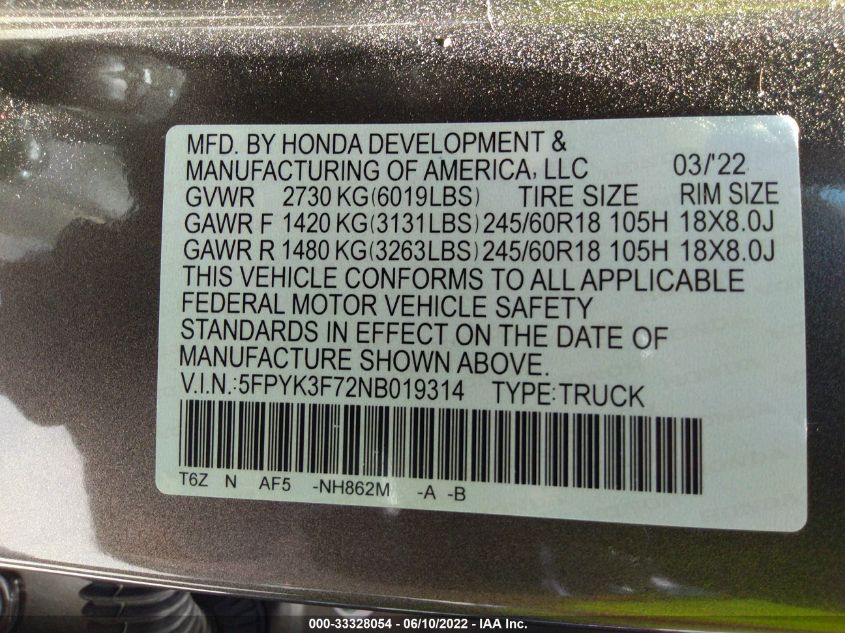 MFD. BY HONDA DEVELOPMENT &
MANUFACTURING OF AMERICA, LLC 03/'22
GVWR 2730 KG(6019LBS) TIRE SIZE RIM SIZE
GAWR F 1420 KG(3131LBS) 245/60R18 105H 18X8.0J
GAWR R 1480 KG(3263LBS) 245/60R18 105H 18X8.0J
THIS VEHICLE CONFORMS TO ALL APPLICABLE
FEDERAL MOTOR VEHICLE SAFETY
STANDARDS IN EFFECT ON THE DATE OF
MANUFACTURE SHOWN ABOVE.
V.I.N.:5FPYK3F72NB019314 TYPE:TRUCK
T6Z N AF5 -NH862M -A -B
000-33328054 - 06/10/2022 - IAA Inc.